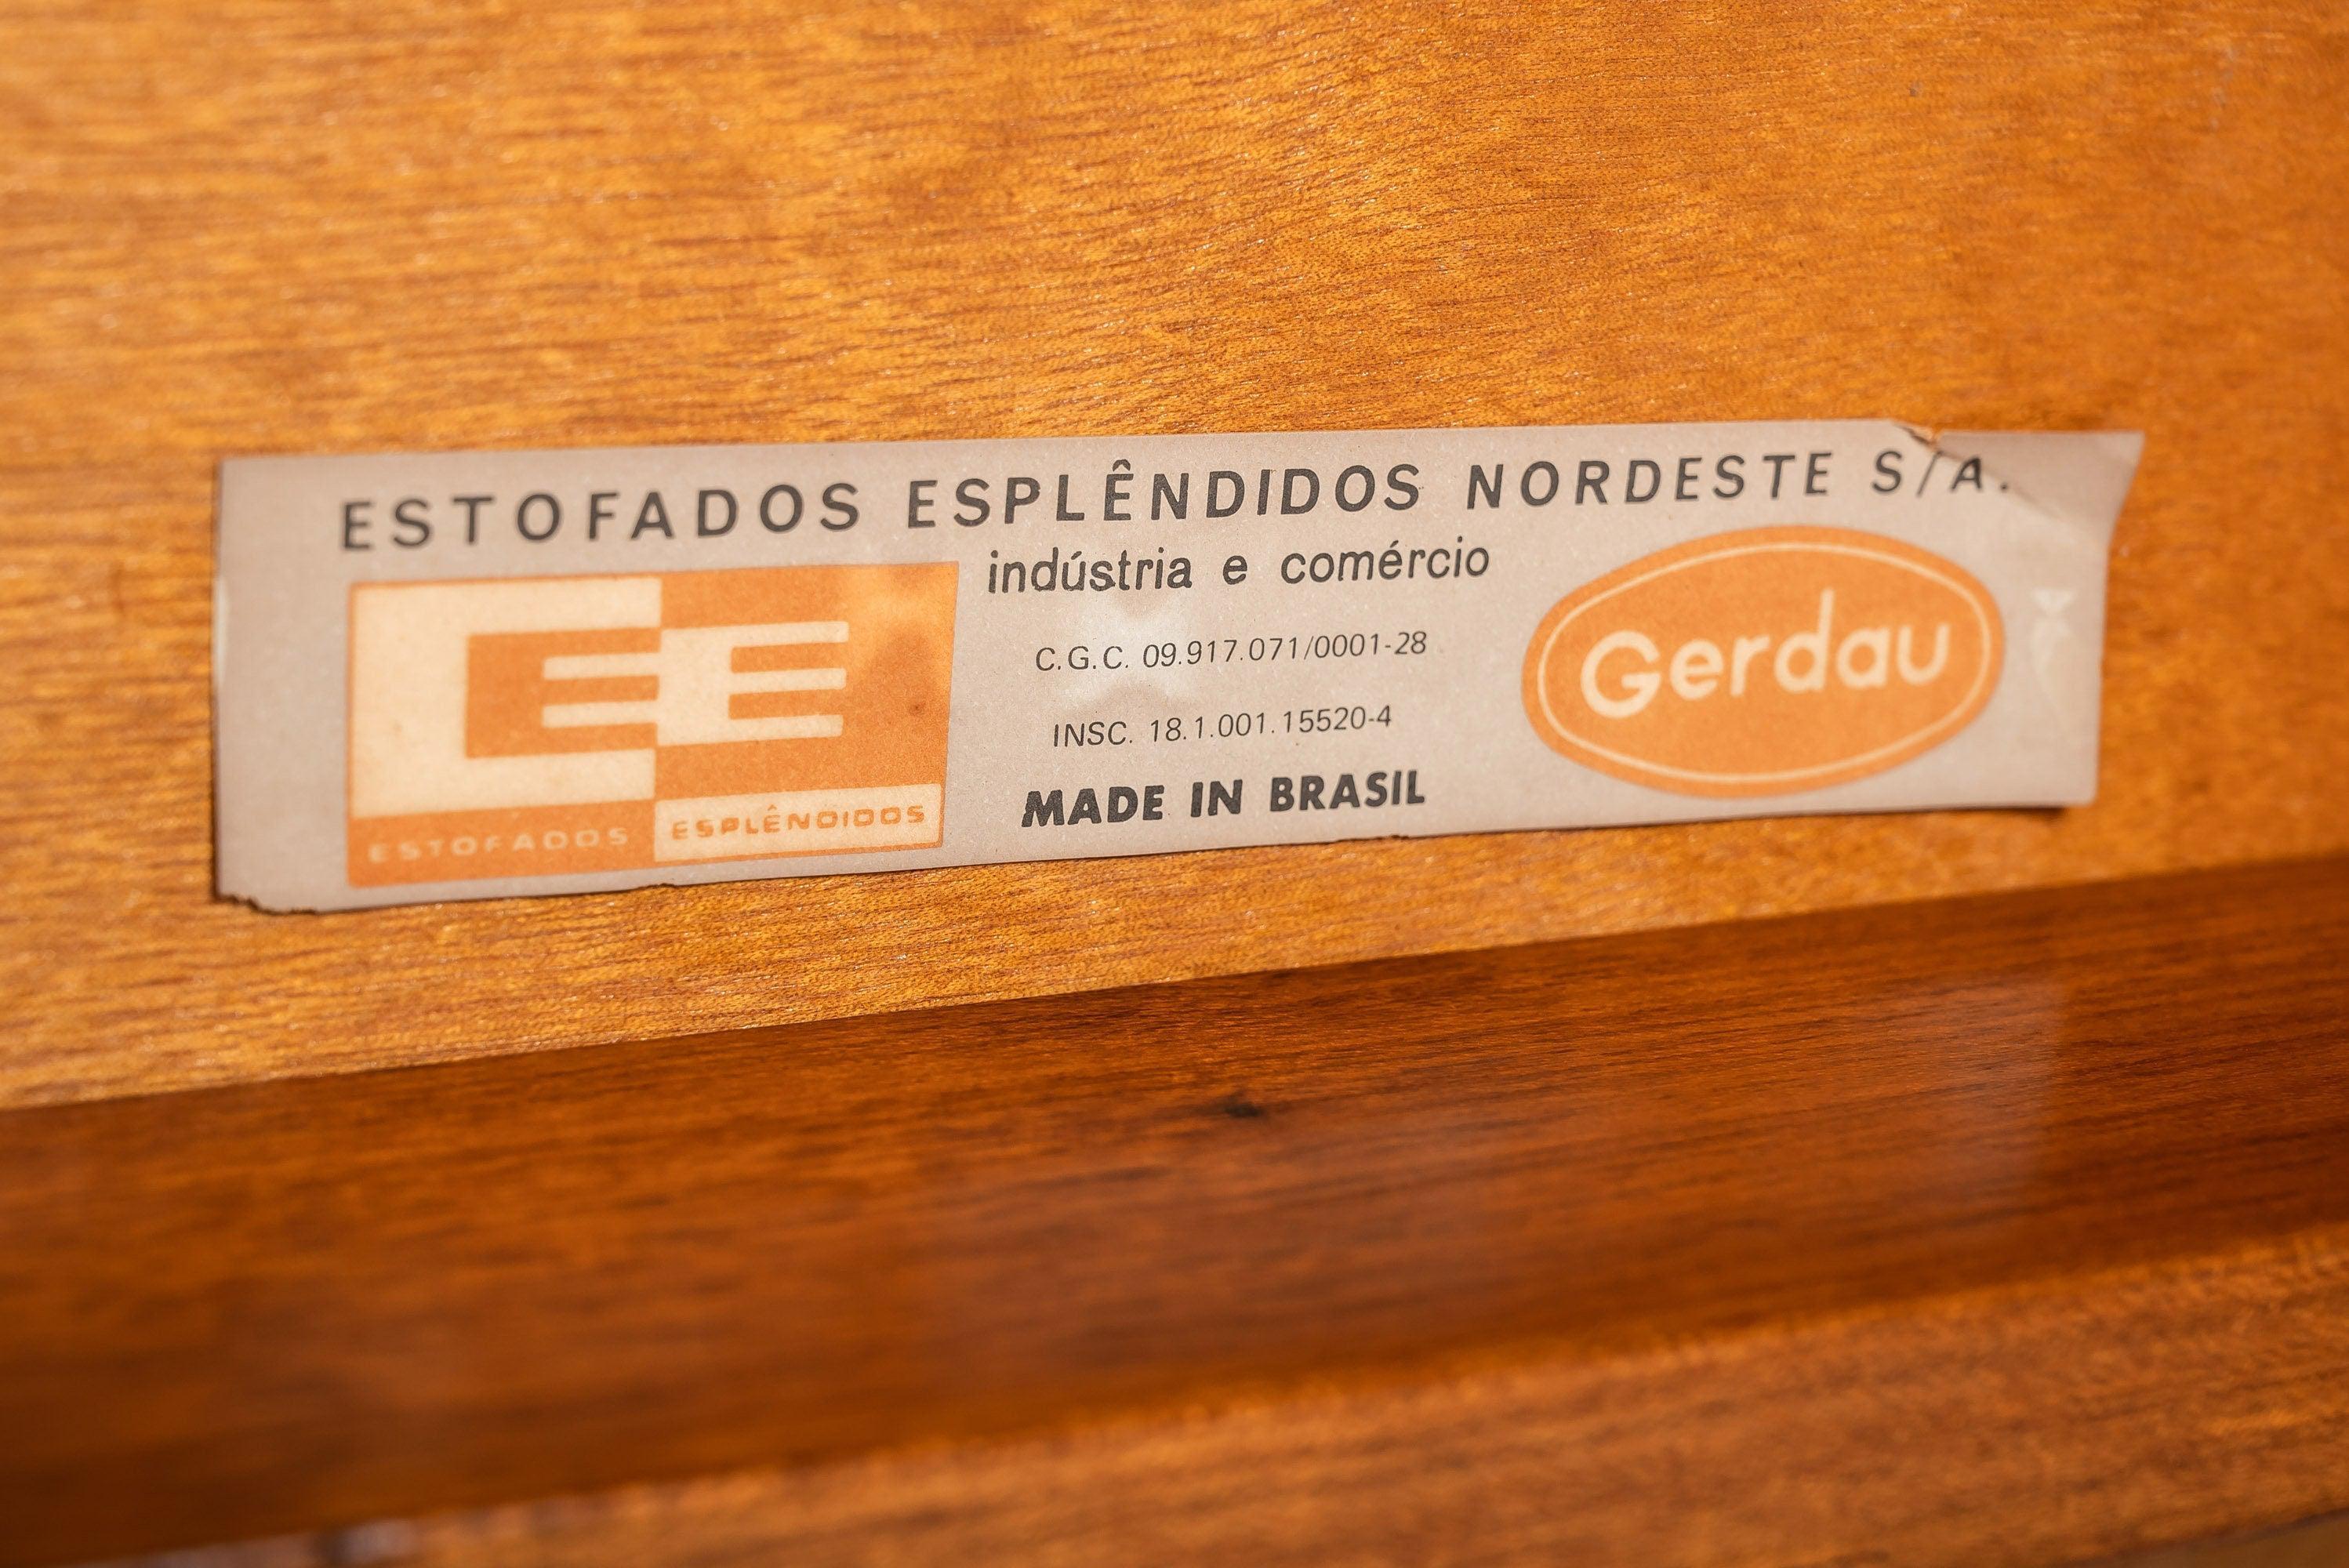 ESTOFADOS ESPLÊNDIDOS NORDESTE S/A.
indústria e comércio
C.G.C. 09.917.071/0001-28
INSC. 18.1.001.15520-4
MADE IN BRASIL
EE
ESTOFADOS ESPLÊNDIDOS
Gerdau